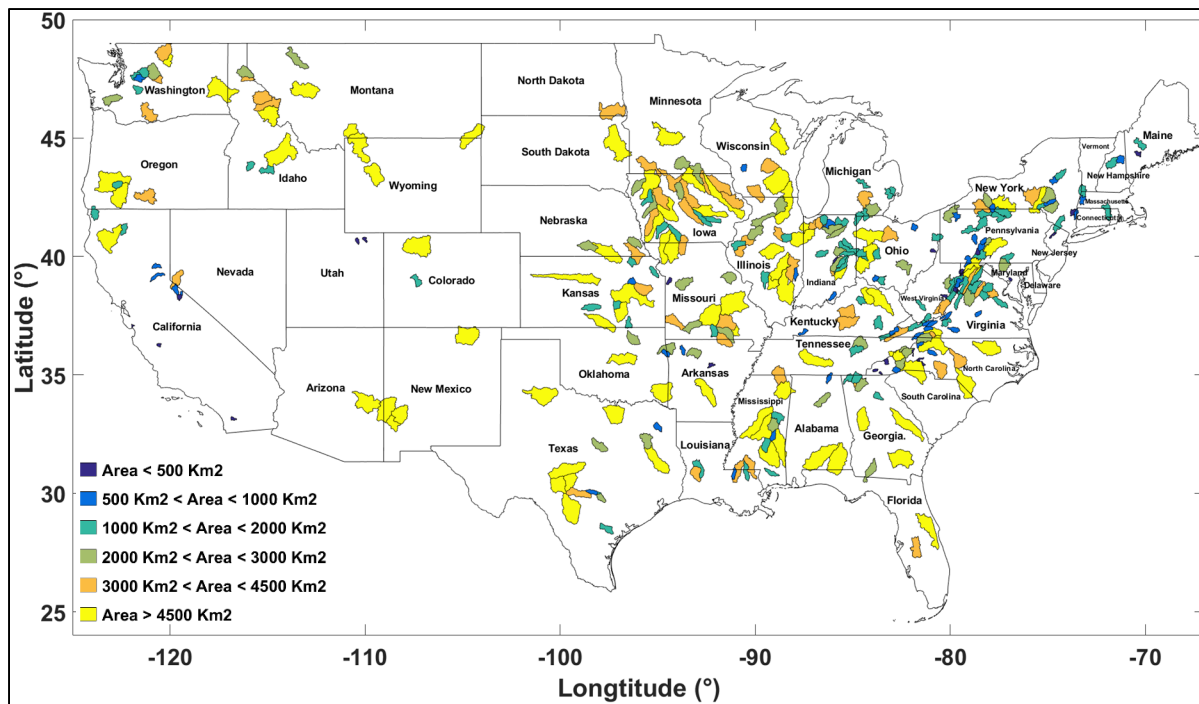 50
45
40
35
30
25
Latitude (°)
Washington
Montana
North Dakota
Minnesota
Maine
Vermont
Oregon
Idaho
Wyoming
South Dakota
Wisconsin
Michigan
New York
New Hampshire
Massachusetts
Connecticut
Nebraska
Iowa
Pennsylvania
New Jersey
Nevada
Utah
Colorado
Kansas
Missouri
Illinois
Indiana
Ohio
Maryland
Delaware
West Virginia
California
Kentucky
Virginia
Tennessee
North Carolina
Arizona
New Mexico
Oklahoma
Arkansas
South Carolina
Texas
Louisiana
Mississippi
Alabama
Georgia.
Florida
Area < 500 Km2
500 Km2 < Area < 1000 Km2
1000 Km2 < Area < 2000 Km2
2000 Km2 < Area < 3000 Km2
3000 Km2 < Area < 4500 Km2
Area > 4500 Km2
-120 -110 -100 -90 -80 -70
Longtitude (°)